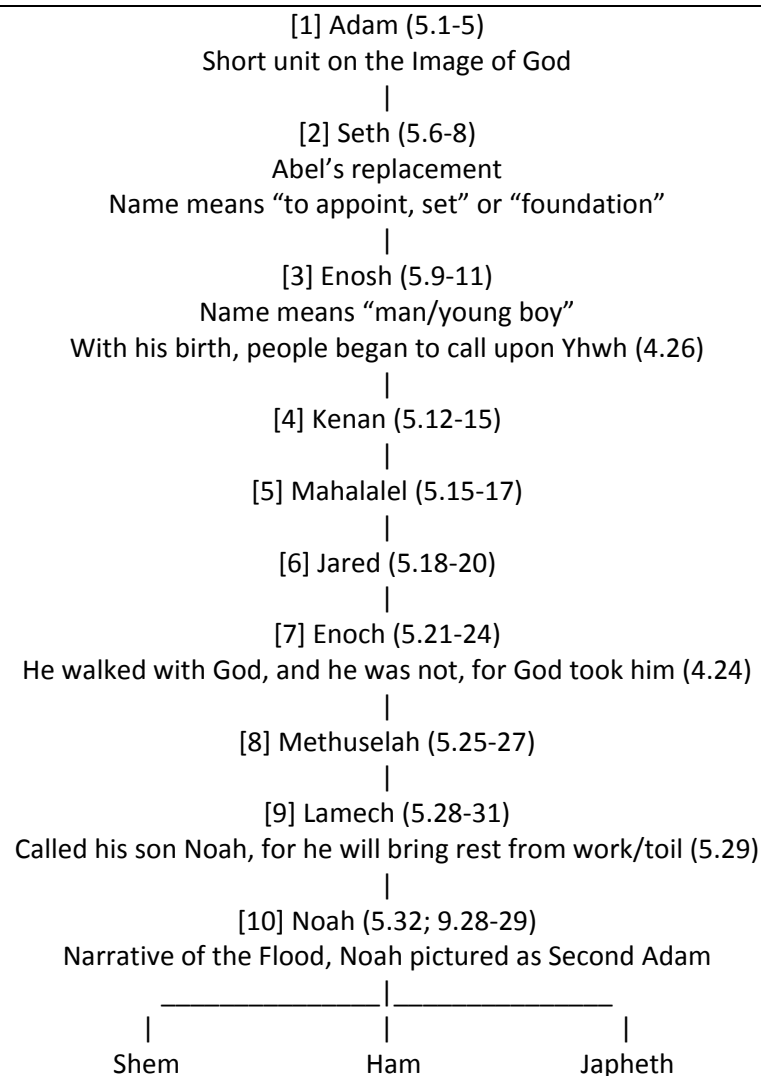 [1] Adam (5.1-5)
Short unit on the Image of God
|
[2] Seth (5.6-8)
Abel’s replacement
Name means “to appoint, set” or “foundation”
|
[3] Enosh (5.9-11)
Name means “man/young boy”
With his birth, people began to call upon Yhwh (4.26)
|
[4] Kenan (5.12-15)
|
[5] Mahalalel (5.15-17)
|
[6] Jared (5.18-20)
|
[7] Enoch (5.21-24)
He walked with God, and he was not, for God took him (4.24)
|
[8] Methuselah (5.25-27)
|
[9] Lamech (5.28-31)
Called his son Noah, for he will bring rest from work/toil (5.29)
|
[10] Noah (5.32; 9.28-29)
Narrative of the Flood, Noah pictured as Second Adam
_______________|_______________
| | |
Shem Ham Japheth